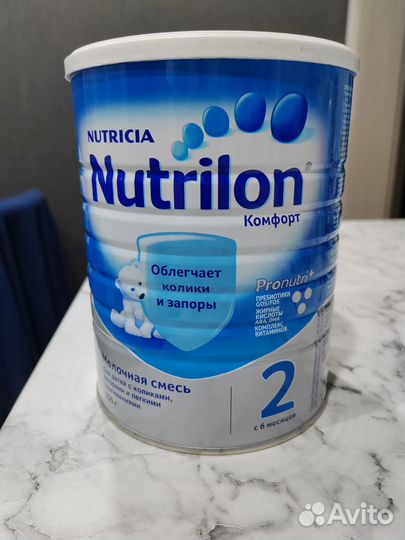 NUTRICIA
Nutrilon®
Комфорт
Облегчает
колики
и запоры
Pronutri+
ПРЕБИОТИКИ
GOS/FOS
ЖИРНЫЕ
КИСЛОТЫ
ARA, DHA
КОМПЛЕКС
ВИТАМИНОВ
молочная смесь
для детей с коликами,
запорами и легкими
2
с 6 месяцев
Avito